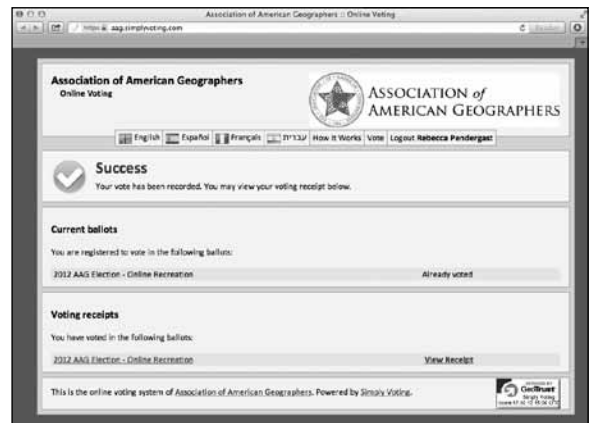 Association of American Geographers :: Online Voting
https aag.simplyvoting.com
Reader
Association of American Geographers
Online Voting
ASSOCIATION of
AMERICAN GEOGRAPHERS
English Español Français עברית How it Works Vote Logout Rebecca Pendergast
Success
Your vote has been recorded. You may view your voting receipt below.
Current ballots
You are registered to vote in the following ballots:
2012 AAG Election - Online Recreation Already voted
Voting receipts
You have voted in the following ballots:
2012 AAG Election - Online Recreation View Receipt
This is the online voting system of Association of American Geographers. Powered by Simply Voting.
GeoTrust
Simply Voting